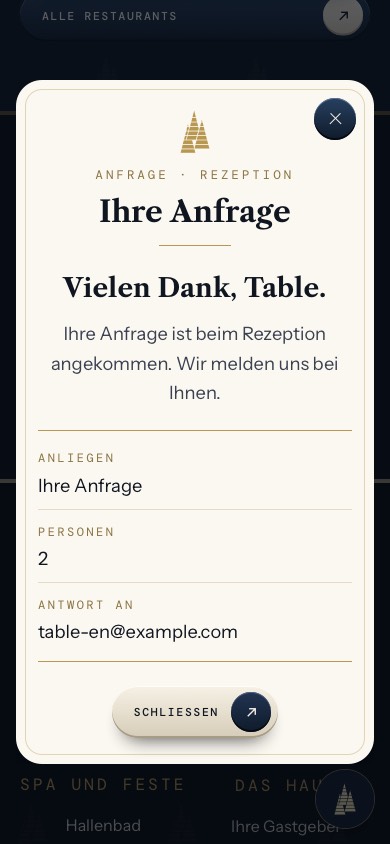 ALLE RESTAURANTS
ANFRAGE · REZEPTION
Ihre Anfrage
Vielen Dank, Table.
Ihre Anfrage ist beim Rezeption
angekommen. Wir melden uns bei
Ihnen.
ANLIEGEN
Ihre Anfrage
PERSONEN
2
ANTWORT AN
table-en@example.com
SCHLIESSEN
SPA UND FESTE
DAS HAU
Hallenbad
Ihre Gastgeber